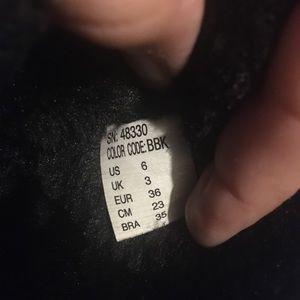 SN: 48330
COLOR CODE: BBK
US 6
UK 3
EUR 36
CM 23
BRA 35